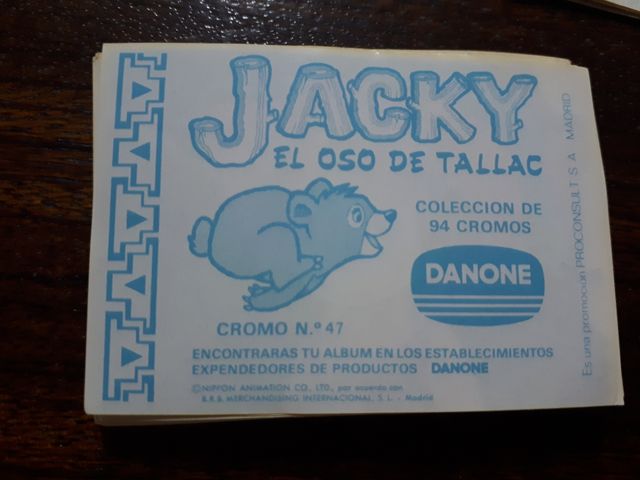 JACKY
EL OSO DE TALLAC
COLECCION DE
94 CROMOS
DANONE
CROMO N.º 47
ENCONTRARAS TU ALBUM EN LOS ESTABLECIMIENTOS
EXPENDEDORES DE PRODUCTOS DANONE
©NIPPON ANIMATION CO., LTD., por acuerdo con
B.R.B. MERCHANDISING INTERNACIONAL, S.L. - Madrid
Es una promoción PROCONSULT S A MADRID